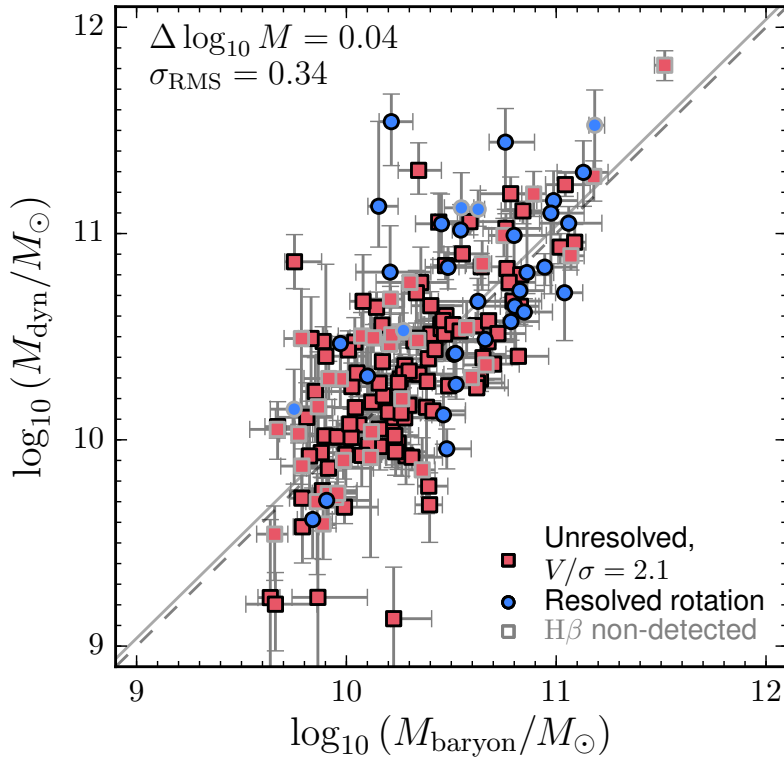 Δ log₁₀ M = 0.04
σ_RMS = 0.34
12
11
10
9
log₁₀ (M_dyn/M_⊙)
Unresolved,
V/σ = 2.1
Resolved rotation
Hβ non-detected
9
10
11
12
log₁₀ (M_baryon/M_⊙)